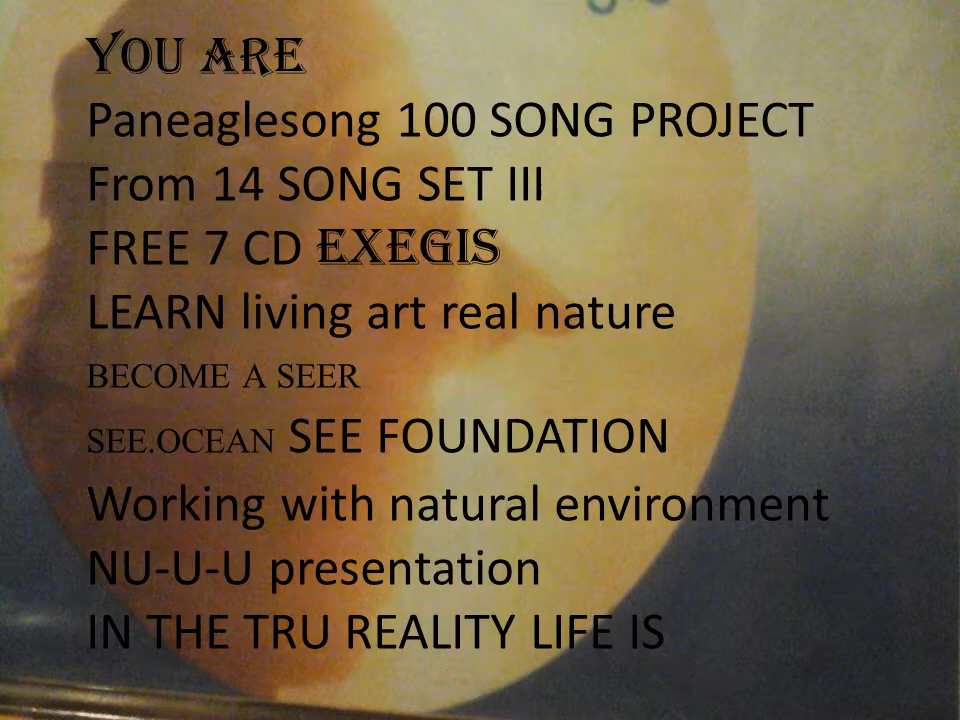 YOU ARE
Paneaglesong 100 SONG PROJECT
From 14 SONG SET III
FREE 7 CD EXEGIS
LEARN living art real nature
BECOME A SEER
SEE.OCEAN SEE FOUNDATION
Working with natural environment
NU-U-U presentation
IN THE TRU REALITY LIFE IS